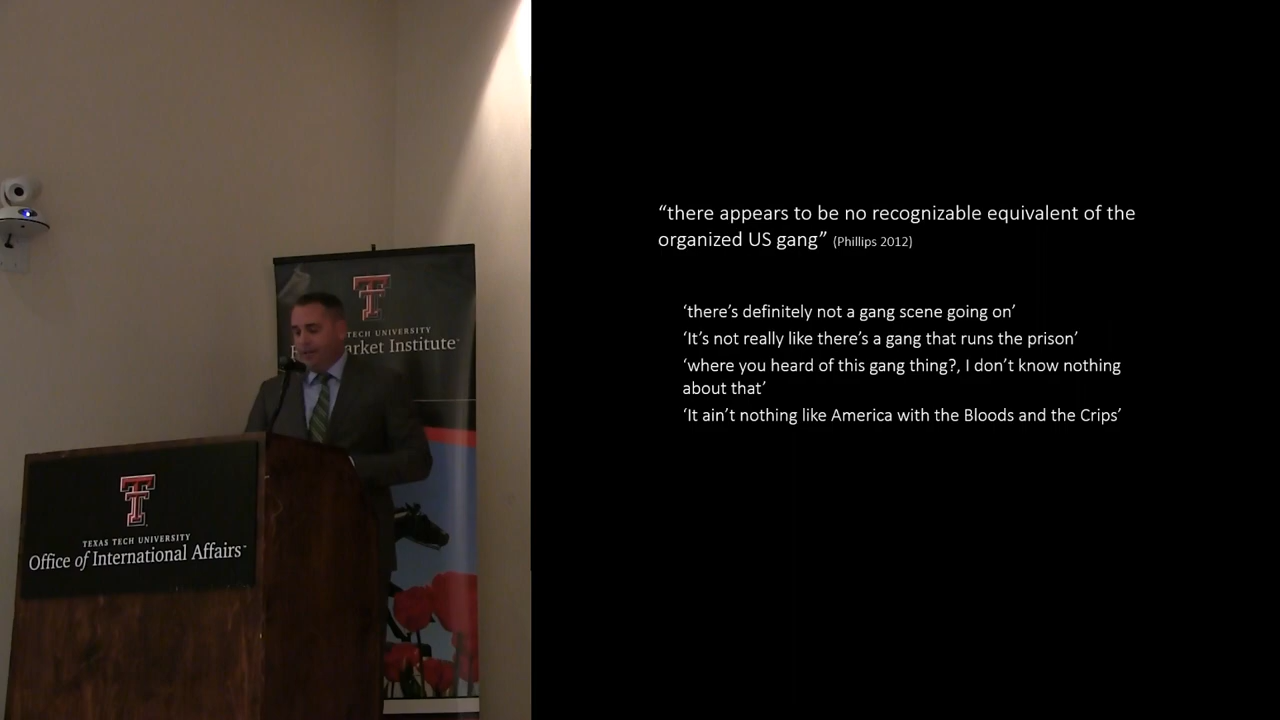 TECH UNIVERSITY
arket Institute
TEXAS TECH UNIVERSITY
Office of International Affairs
“there appears to be no recognizable equivalent of the
organized US gang” (Phillips 2012)
‘there’s definitely not a gang scene going on’
‘It’s not really like there’s a gang that runs the prison’
‘where you heard of this gang thing?, I don’t know nothing
about that’
‘It ain’t nothing like America with the Bloods and the Crips’